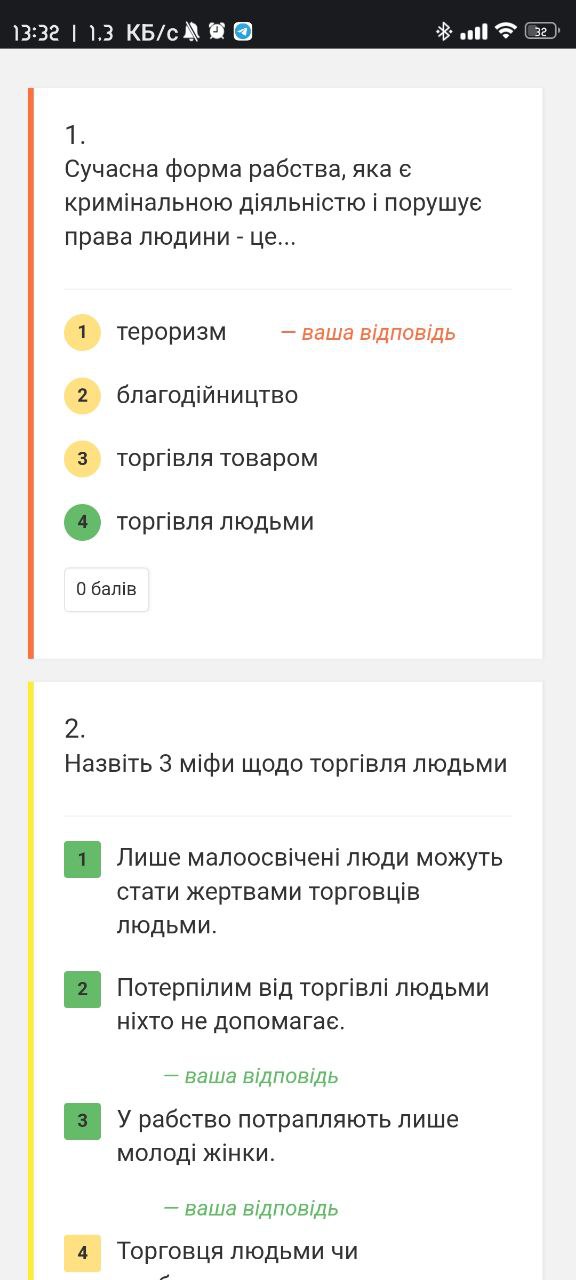 13:32 | 1,3 КБ/с 32
1.
Сучасна форма рабства, яка є
кримінальною діяльністю і порушує
права людини - це...
1 тероризм — ваша відповідь
2 благодійництво
3 торгівля товаром
4 торгівля людьми
0 балів
2.
Назвіть 3 міфи щодо торгівля людьми
1 Лише малоосвічені люди можуть
стати жертвами торговців
людьми.
2 Потерпілим від торгівлі людьми
ніхто не допомагає.
— ваша відповідь
3 У рабство потрапляють лише
молоді жінки.
— ваша відповідь
4 Торговця людьми чи